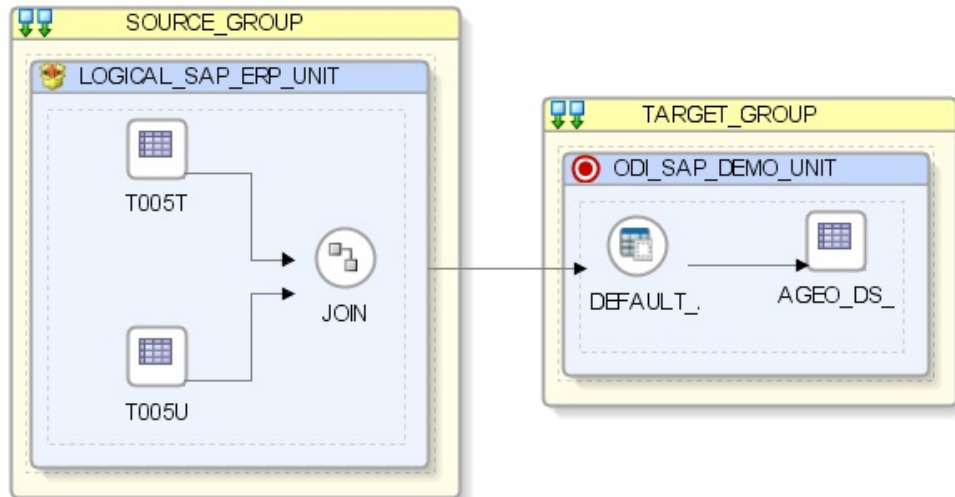 SOURCE_GROUP
LOGICAL_SAP_ERP_UNIT
T005T
JOIN
T005U
TARGET_GROUP
ODI_SAP_DEMO_UNIT
DEFAULT_.
AGEO_DS_